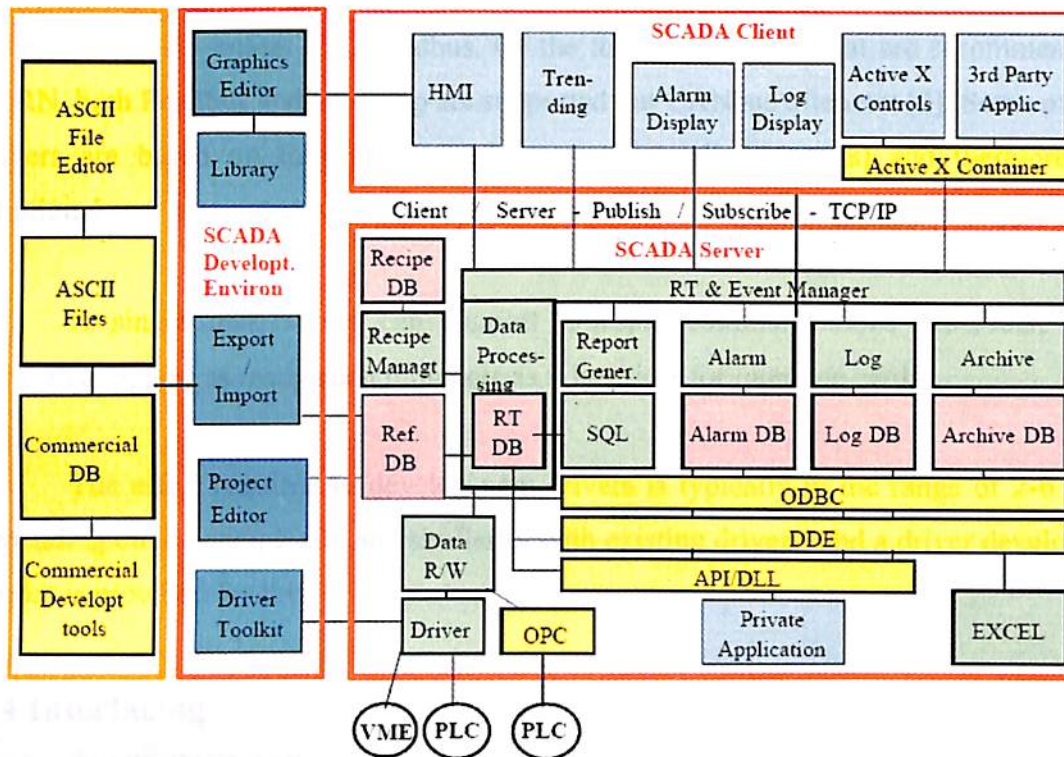 ASCII
File
Editor
ASCII
Files
Commercial
DB
Commercial
Developt
tools
Graphics
Editor
Library
SCADA
Developt.
Environ
Export
/
Import
Project
Editor
Driver
Toolkit
SCADA Client
HMI
Tren-
ding
Alarm
Display
Log
Display
Active X
Controls
3rd Party
Applic.
Active X Container
Client / Server - Publish / Subscribe - TCP/IP
SCADA Server
Recipe
DB
RT & Event Manager
Recipe
Managt
Data
Proces-
sing
Report
Gener.
Alarm
Log
Archive
Ref.
DB
RT
DB
SQL
Alarm DB
Log DB
Archive DB
ODBC
DDE
API/DLL
Data
R/W
Driver
OPC
Private
Application
EXCEL
VME
PLC
PLC